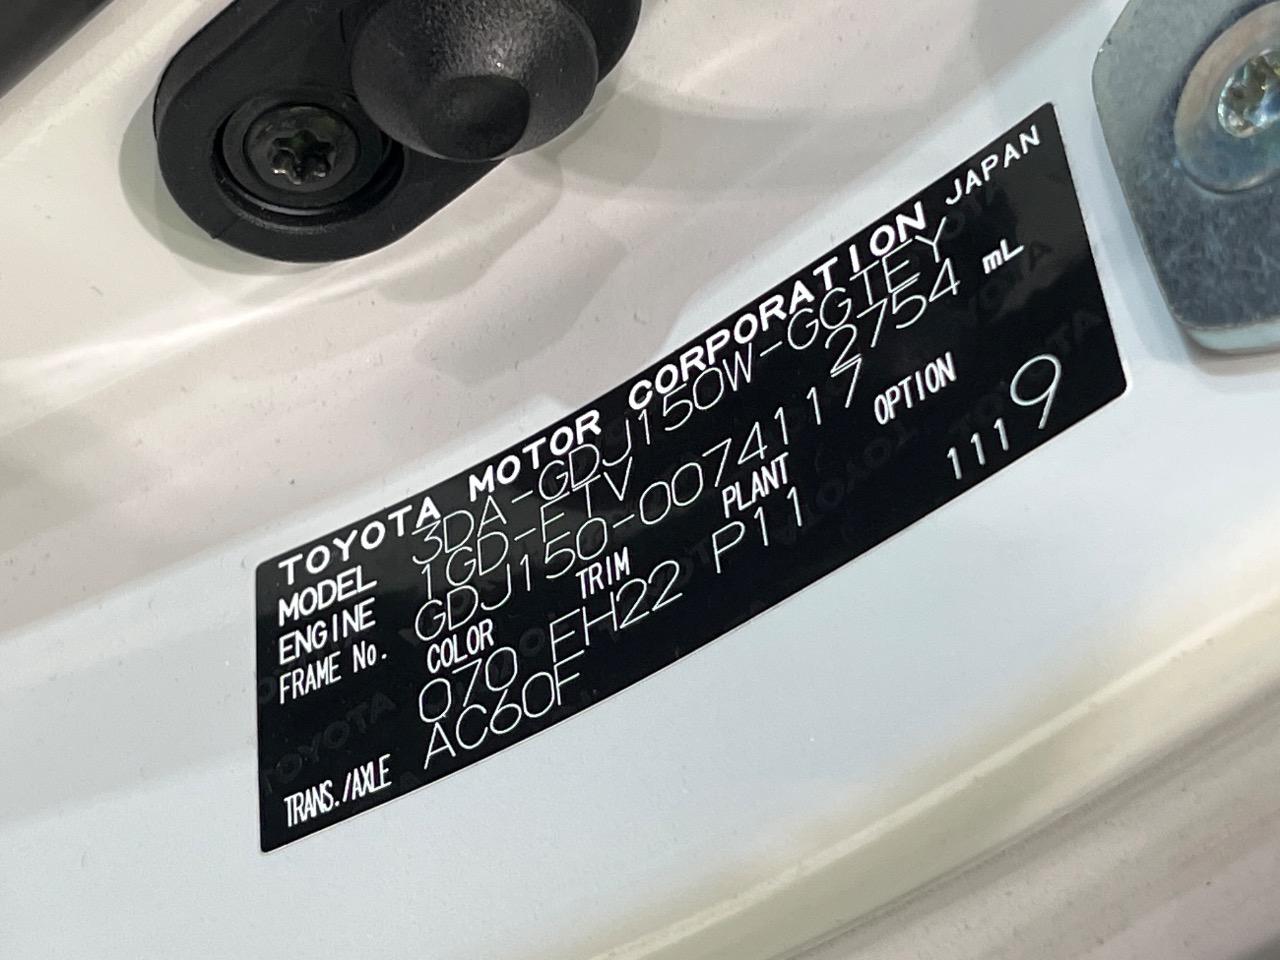 TOYOTA MOTOR CORPORATION JAPAN
MODEL 3DA-GDJ150W-GGTEY
ENGINE 1GD-FTV 2754 mL
FRAME No. GDJ150-0074117
COLOR TRIM PLANT OPTION
070 FH22 P11 1119
TRANS./AXLE AC60F